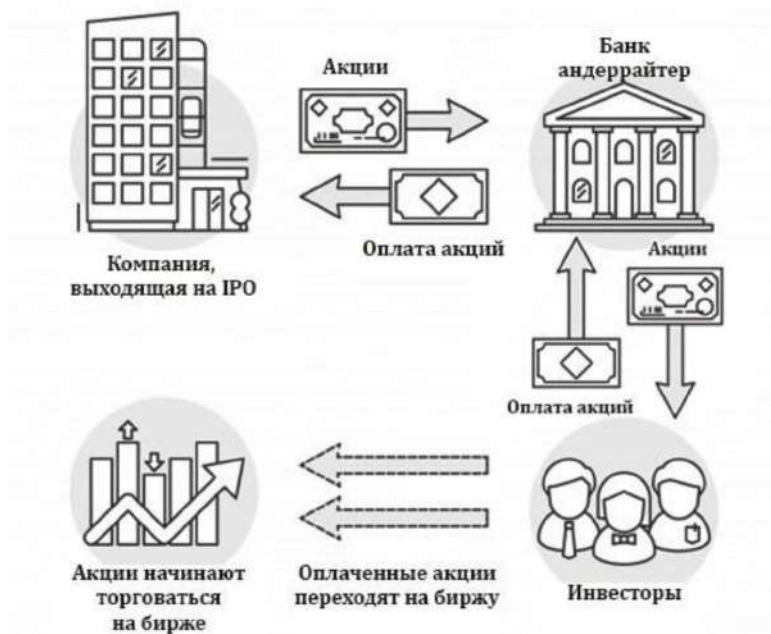 Акции
Банк
андеррайтер
Оплата акций
Компания,
выходящая на IPO
Акции
Оплата акций
Инвесторы
Оплаченные акции
переходят на биржу
Акции начинают
торговаться
на бирже